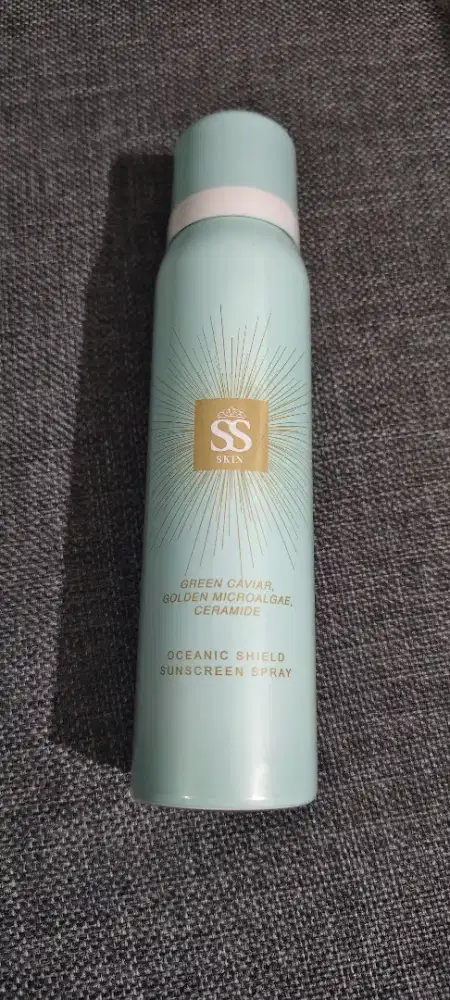 SS
SKIN
GREEN CAVIAR,
GOLDEN MICROALGAE,
CERAMIDE
OCEANIC SHIELD
SUNSCREEN SPRAY